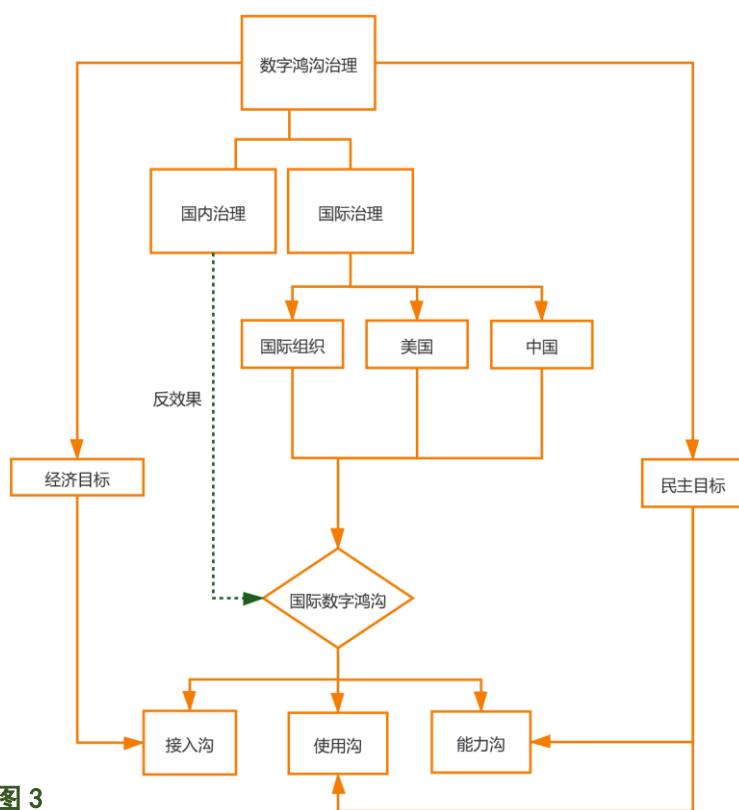 数字鸿沟治理
国内治理
国际治理
国际组织
美国
中国
反效果
经济目标
民主目标
国际数字鸿沟
接入沟
使用沟
能力沟
图 3